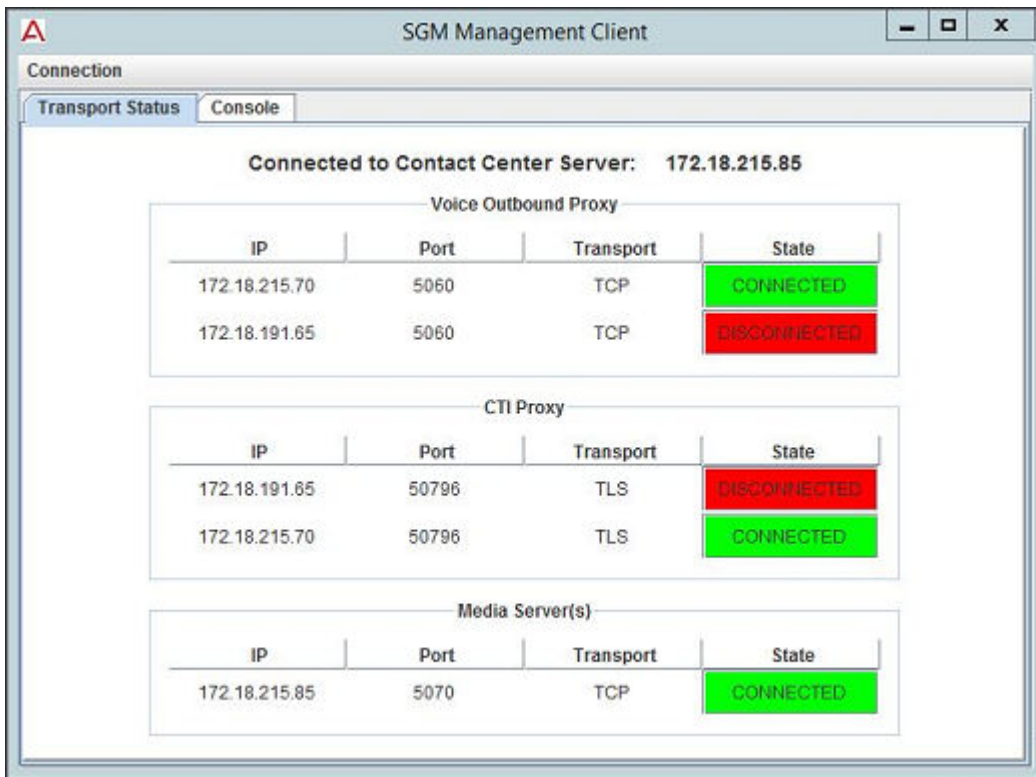 SGM Management Client
Connection
Transport Status Console
Connected to Contact Center Server: 172.18.215.85
Voice Outbound Proxy
IP Port Transport State
172.18.215.70 5060 TCP CONNECTED
172.18.191.65 5060 TCP DISCONNECTED
CTI Proxy
IP Port Transport State
172.18.191.65 50796 TLS DISCONNECTED
172.18.215.70 50796 TLS CONNECTED
Media Server(s)
IP Port Transport State
172.18.215.85 5070 TCP CONNECTED